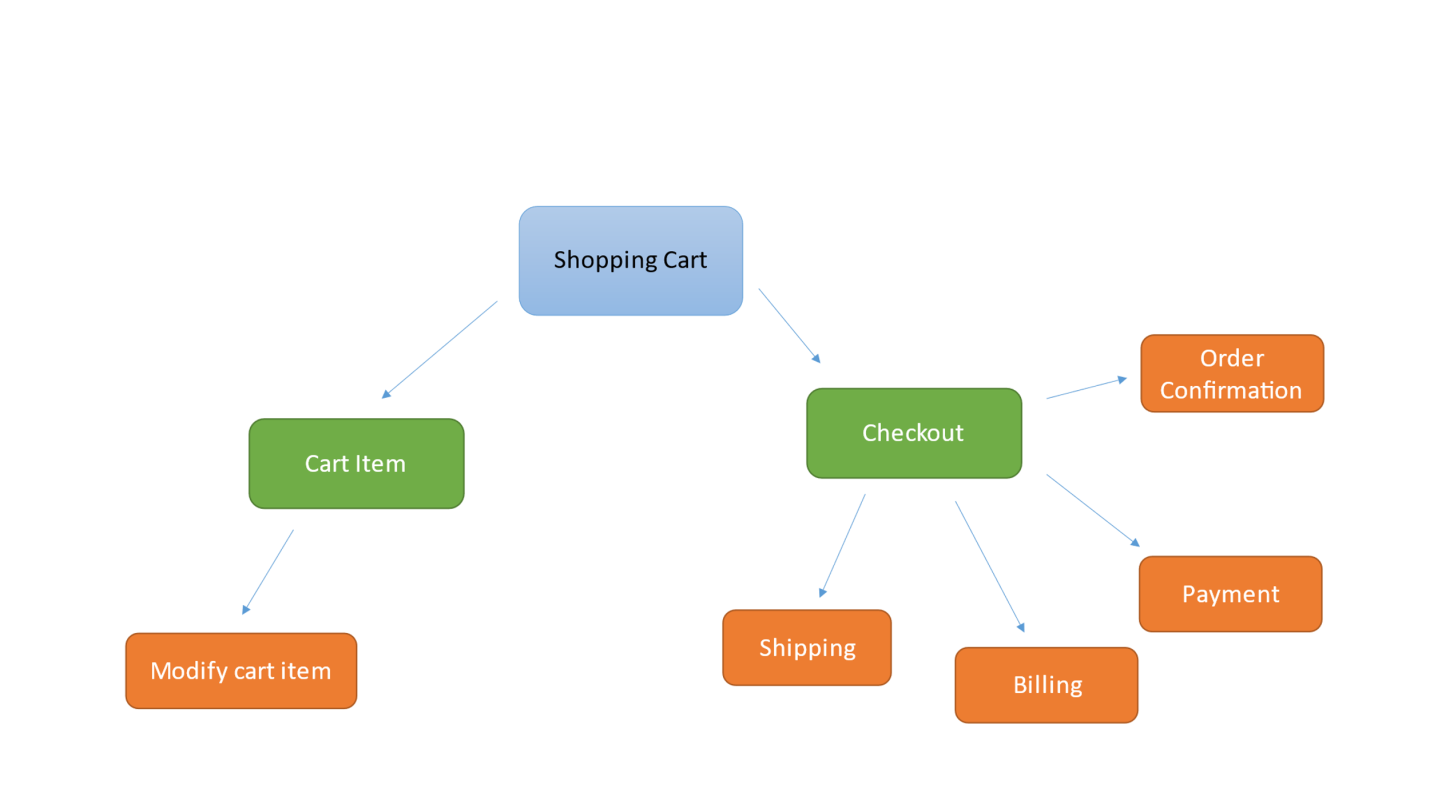 Shopping Cart
Order
Confirmation
Checkout
Cart Item
Payment
Shipping
Modify cart item
Billing